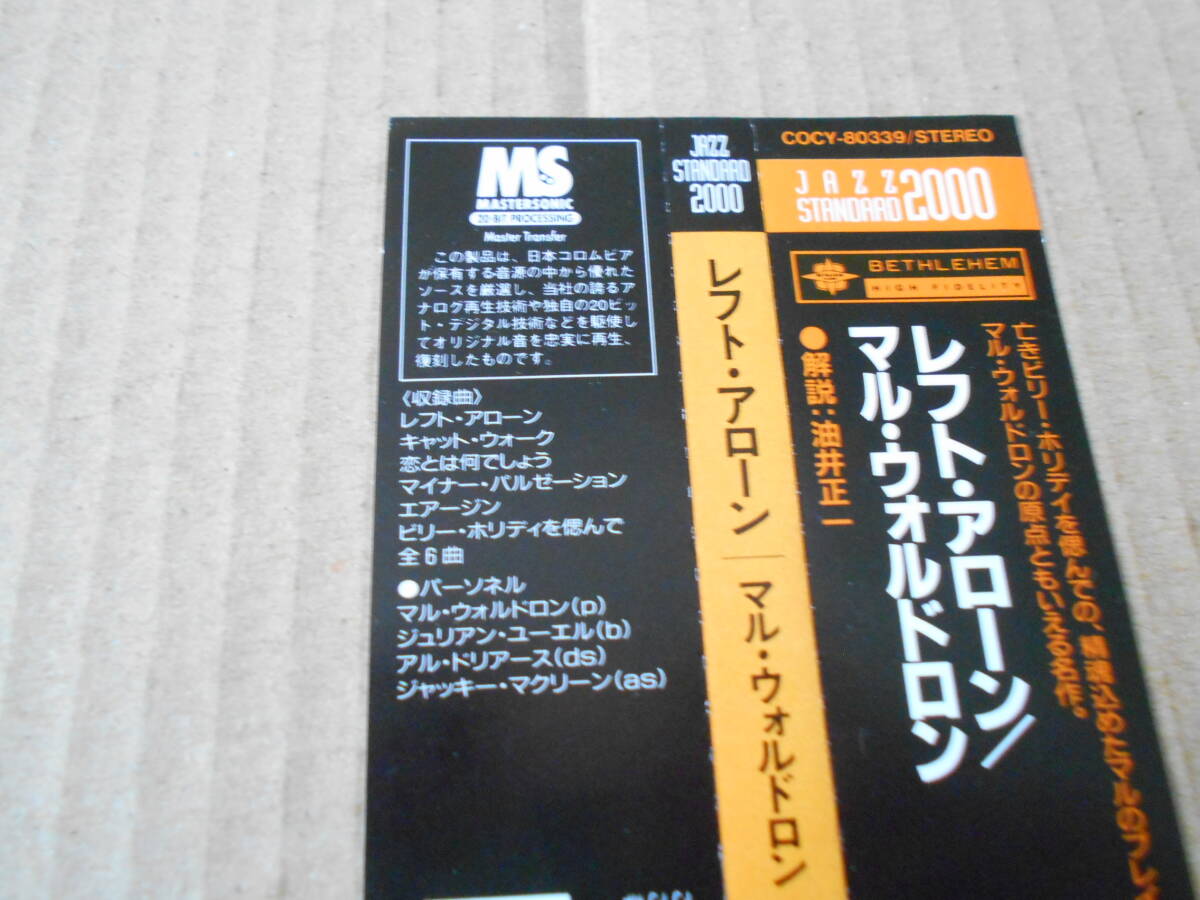 MS
MASTERSONIC
20-BIT PROCESSING
Master Transfer
この製品は、日本コロムビア
が保有する音源の中から優れた
ソースを厳選し、当社の誇るア
ナログ再生技術や独自の20ビッ
ト・デジタル技術などを駆使し
てオリジナル音を忠実に再生、
復刻したものです。
〈収録曲〉
レフト・アローン
キャット・ウォーク
恋とは何でしょう
マイナー・パルゼーション
エアージン
ビリー・ホリデイを偲んで
全6曲
●パーソネル
マル・ウォルドロン(p)
ジュリアン・ユーエル(b)
アル・ドリアース(ds)
ジャッキー・マクリーン(as)
JAZZ
STANDARD
2000
レフト・アローン│マル・ウォルドロン
COCY-80339/STEREO
JAZZ
STANDARD 2000
BETHLEHEM
HIGH FIDELITY
亡きビリー・ホリデイを偲んでの、精魂込めたマルのプレイ
マル・ウォルドロンの原点ともいえる名作。
レフト・アローン/
マル・ウォルドロン
●解説:油井正一